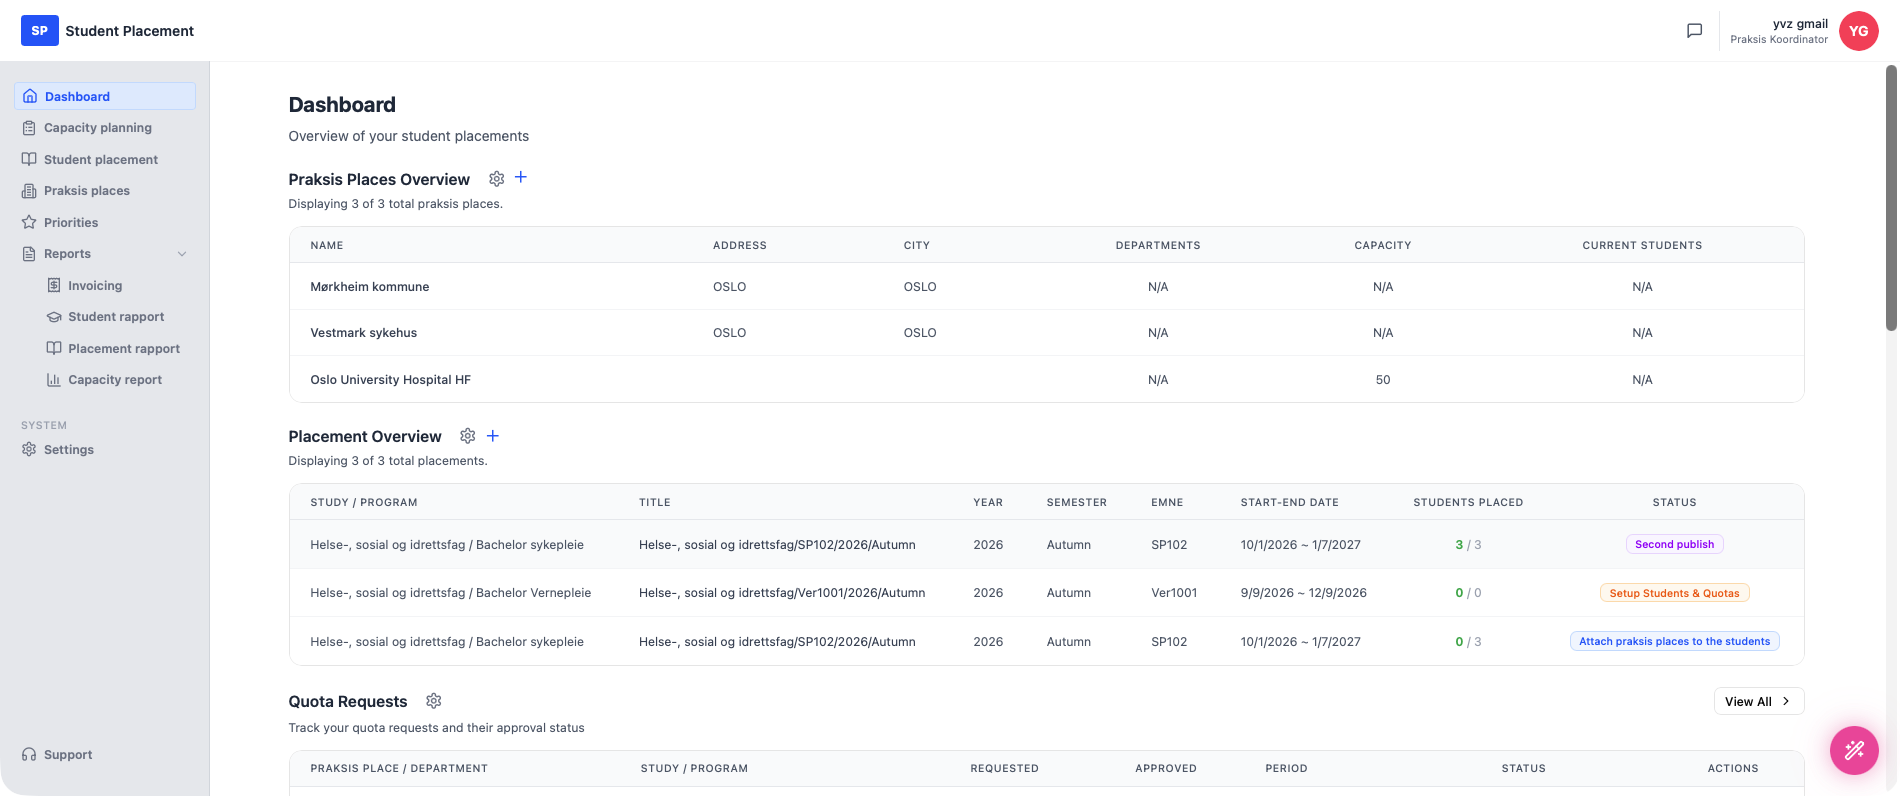 SP Student Placement
yvz gmail
Praksis Koordinator
YG
Dashboard
Capacity planning
Student placement
Praksis places
Priorities
Reports
Invoicing
Student rapport
Placement rapport
Capacity report
SYSTEM
Settings
Support
Dashboard
Overview of your student placements
Praksis Places Overview
Displaying 3 of 3 total praksis places.
NAME ADDRESS CITY DEPARTMENTS CAPACITY CURRENT STUDENTS
Mørkheim kommune OSLO OSLO N/A N/A N/A
Vestmark sykehus OSLO OSLO N/A N/A N/A
Oslo University Hospital HF N/A 50 N/A
Placement Overview
Displaying 3 of 3 total placements.
STUDY / PROGRAM TITLE YEAR SEMESTER EMNE START-END DATE STUDENTS PLACED STATUS
Helse-, sosial og idrettsfag / Bachelor sykepleie Helse-, sosial og idrettsfag/SP102/2026/Autumn 2026 Autumn SP102 10/1/2026 ~ 1/7/2027 3 / 3 Second publish
Helse-, sosial og idrettsfag / Bachelor Vernepleie Helse-, sosial og idrettsfag/Ver1001/2026/Autumn 2026 Autumn Ver1001 9/9/2026 ~ 12/9/2026 0 / 0 Setup Students & Quotas
Helse-, sosial og idrettsfag / Bachelor sykepleie Helse-, sosial og idrettsfag/SP102/2026/Autumn 2026 Autumn SP102 10/1/2026 ~ 1/7/2027 0 / 3 Attach praksis places to the students
Quota Requests View All
Track your quota requests and their approval status
PRAKSIS PLACE / DEPARTMENT STUDY / PROGRAM REQUESTED APPROVED PERIOD STATUS ACTIONS